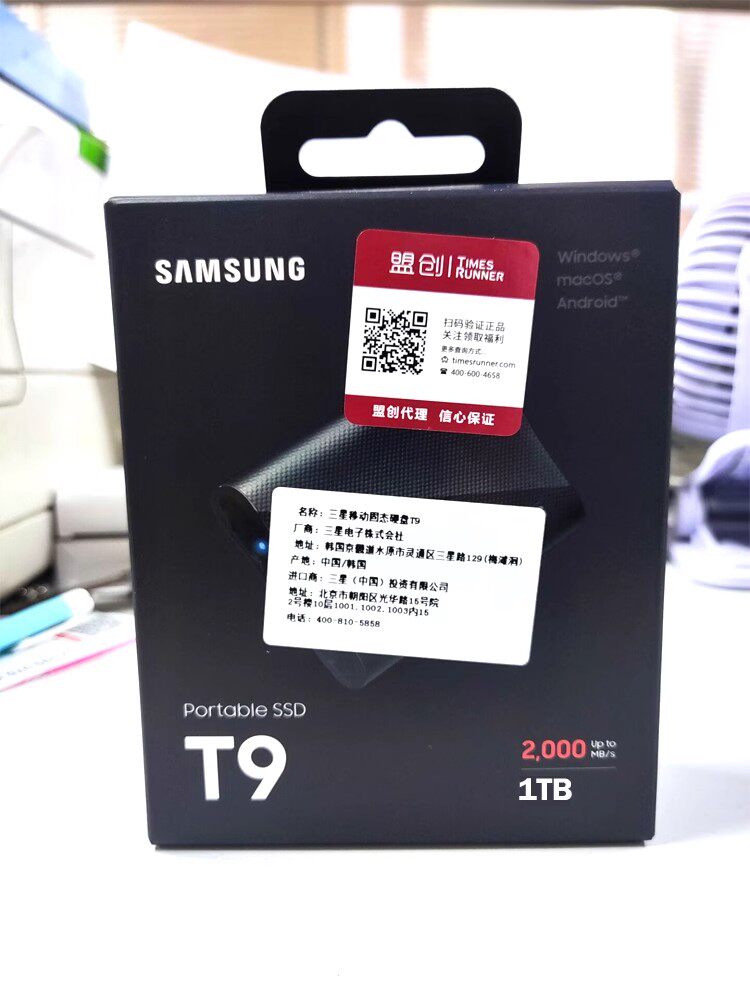 SAMSUNG
盟创 TIMES RUNNER
Windows®
macOS®
Android™
扫码验证正品
关注领取福利
更多查询方式
timesrunner.com
400-600-4658
盟创代理 信心保证
名称：三星移动固态硬盘T9
厂商：三星电子株式会社
地址：韩国京畿道水原市灵通区三星路129(梅滩洞)
产地：中国/韩国
进口商：三星（中国）投资有限公司
地址：北京市朝阳区光华路15号院
2号楼10层1001.1002.1003内15
电话：400-810-5858
Portable SSD
T9
2,000 Up to MB/s
1TB